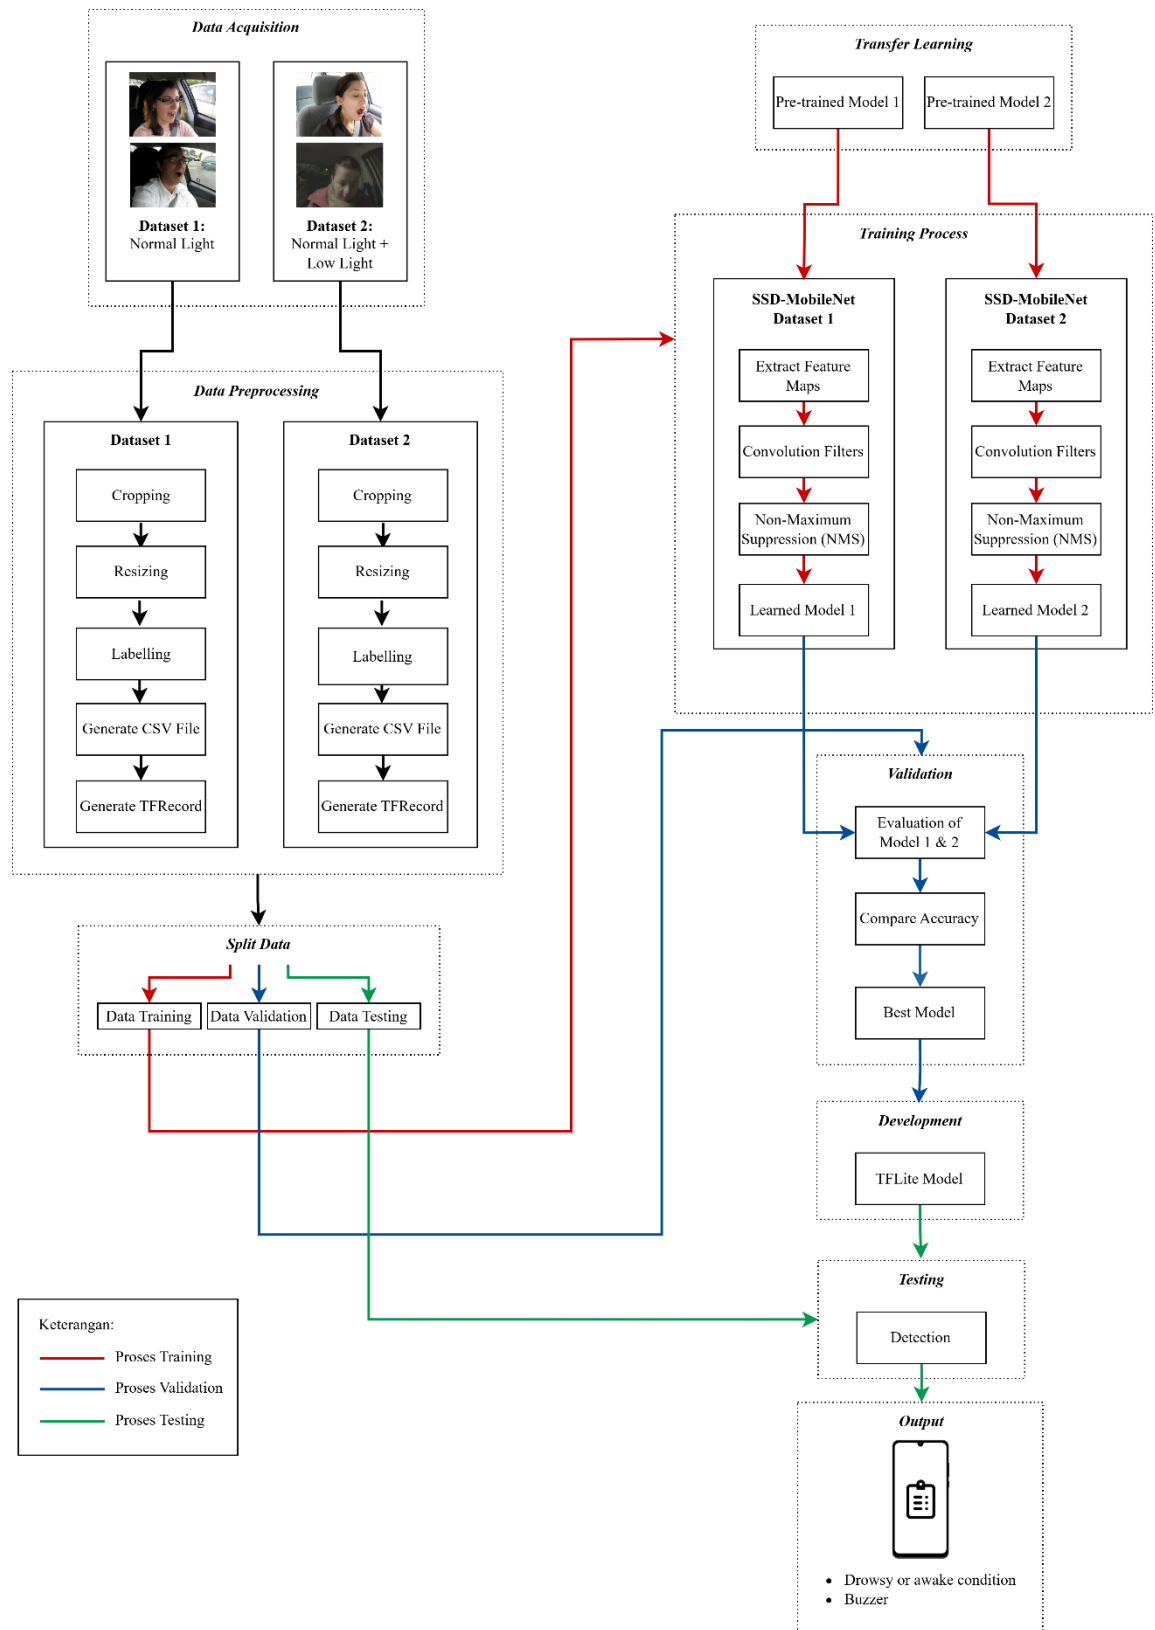 Data Acquisition
Dataset 1:
Normal Light
Dataset 2:
Normal Light +
Low Light
Data Preprocessing
Dataset 1
Cropping
Resizing
Labelling
Generate CSV File
Generate TFRecord
Dataset 2
Cropping
Resizing
Labelling
Generate CSV File
Generate TFRecord
Split Data
Data Training
Data Validation
Data Testing
Transfer Learning
Pre-trained Model 1
Pre-trained Model 2
Training Process
SSD-MobileNet
Dataset 1
Extract Feature
Maps
Convolution Filters
Non-Maximum
Suppression (NMS)
Learned Model 1
SSD-MobileNet
Dataset 2
Extract Feature
Maps
Convolution Filters
Non-Maximum
Suppression (NMS)
Learned Model 2
Validation
Evaluation of
Model 1 & 2
Compare Accuracy
Best Model
Development
TFLite Model
Testing
Detection
Output
• Drowsy or awake condition
• Buzzer
Keterangan:
Proses Training
Proses Validation
Proses Testing